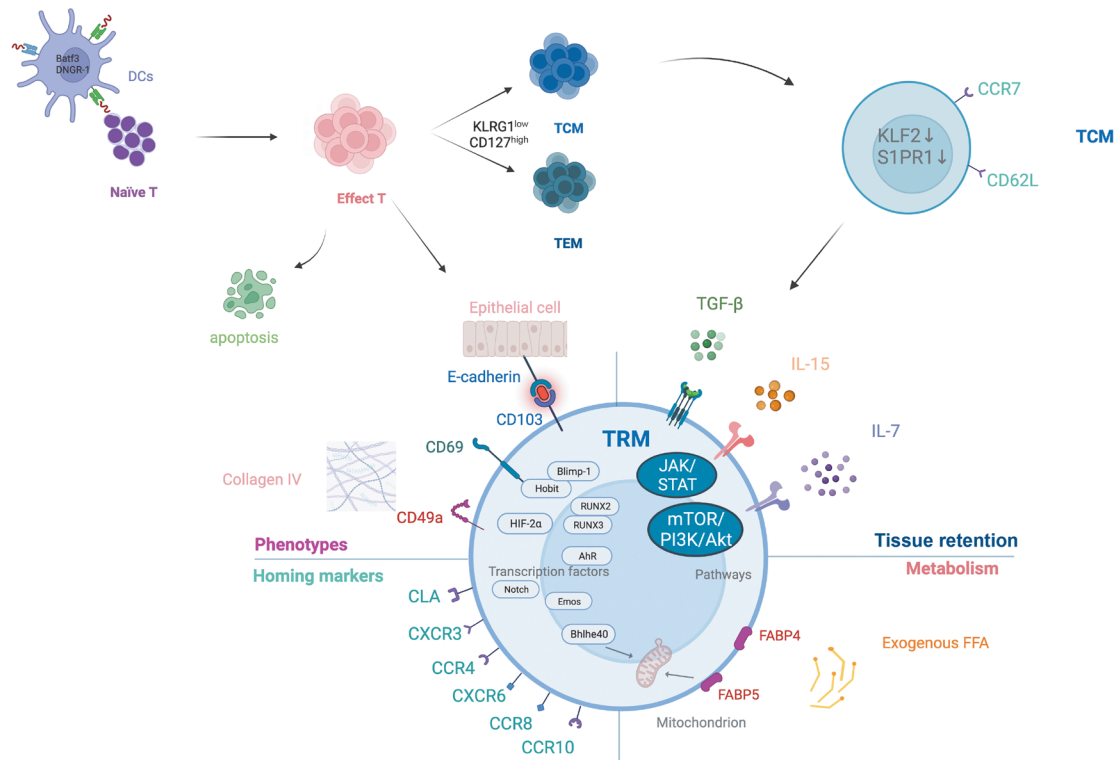 Batf3
DNGR-1
DCs
Naïve T
Effect T
KLRG1low
CD127high
TCM
TEM
KLF2↓
S1PR1↓
CCR7
CD62L
TCM
apoptosis
Epithelial cell
E-cadherin
CD103
TGF-β
IL-15
IL-7
CD69
Collagen IV
CD49a
TRM
Blimp-1
Hobit
HIF-2α
RUNX2
RUNX3
AhR
Transcription factors
Notch
Emos
Bhlhe40
JAK/
STAT
mTOR/
PI3K/Akt
Pathways
Phenotypes
Homing markers
Tissue retention
Metabolism
CLA
CXCR3
CCR4
CXCR6
CCR8
CCR10
FABP4
FABP5
Exogenous FFA
Mitochondrion